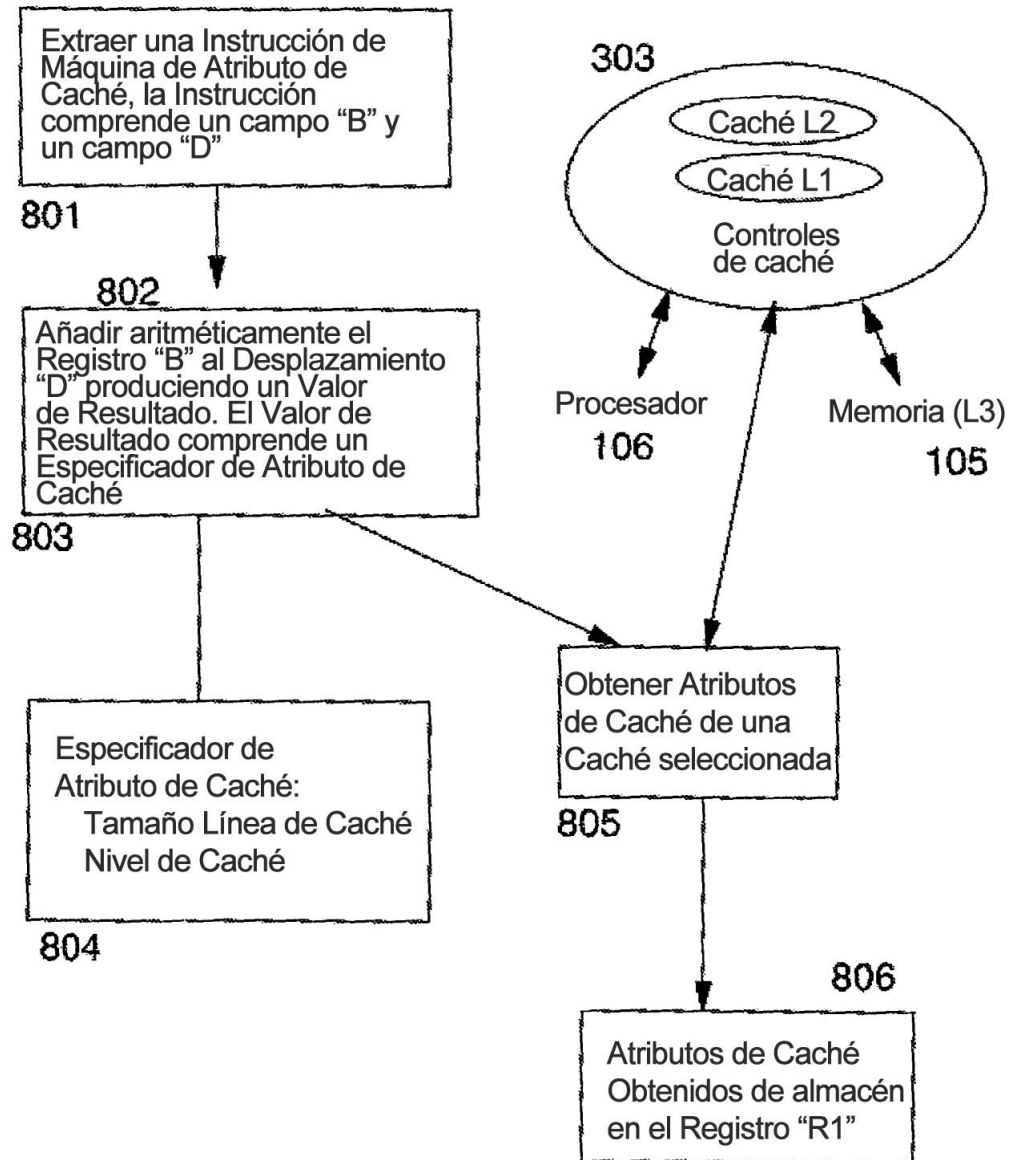 Extraer una Instrucción de
Máquina de Atributo de
Caché, la Instrucción
comprende un campo “B” y
un campo “D”
801
802
Añadir aritméticamente el
Registro “B” al Desplazamiento
“D” produciendo un Valor
de Resultado. El Valor de
Resultado comprende un
Especificador de Atributo de
Caché
803
Especificador de
Atributo de Caché:
Tamaño Línea de Caché
Nivel de Caché
804
303
Caché L2
Caché L1
Controles
de caché
Procesador
106
Memoria (L3)
105
Obtener Atributos
de Caché de una
Caché seleccionada
805
806
Atributos de Caché
Obtenidos de almacén
en el Registro “R1”